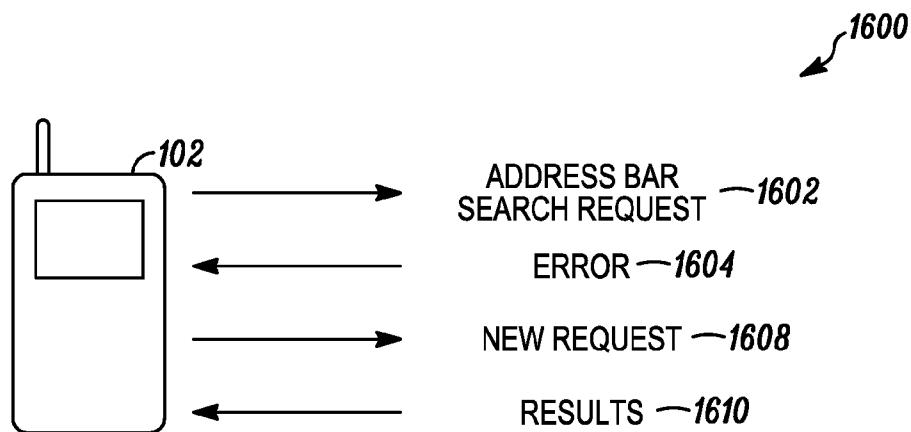 1600
102
ADDRESS BAR
SEARCH REQUEST 1602
ERROR 1604
NEW REQUEST 1608
RESULTS 1610